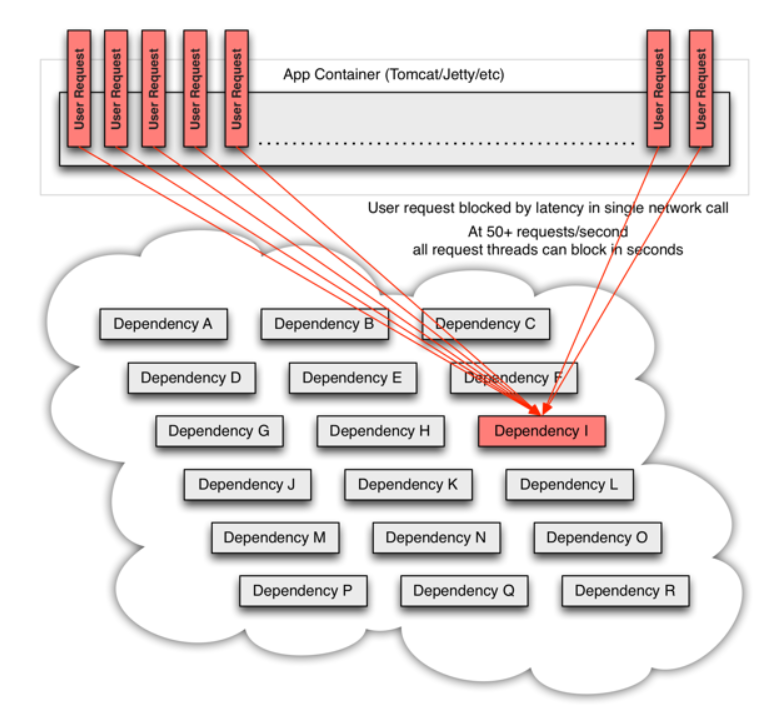 User Request
User Request
User Request
User Request
User Request
User Request
User Request
App Container (Tomcat/Jetty/etc)
User request blocked by latency in single network call
At 50+ requests/second
all request threads can block in seconds
Dependency A
Dependency B
Dependency C
Dependency D
Dependency E
Dependency F
Dependency G
Dependency H
Dependency I
Dependency J
Dependency K
Dependency L
Dependency M
Dependency N
Dependency O
Dependency P
Dependency Q
Dependency R